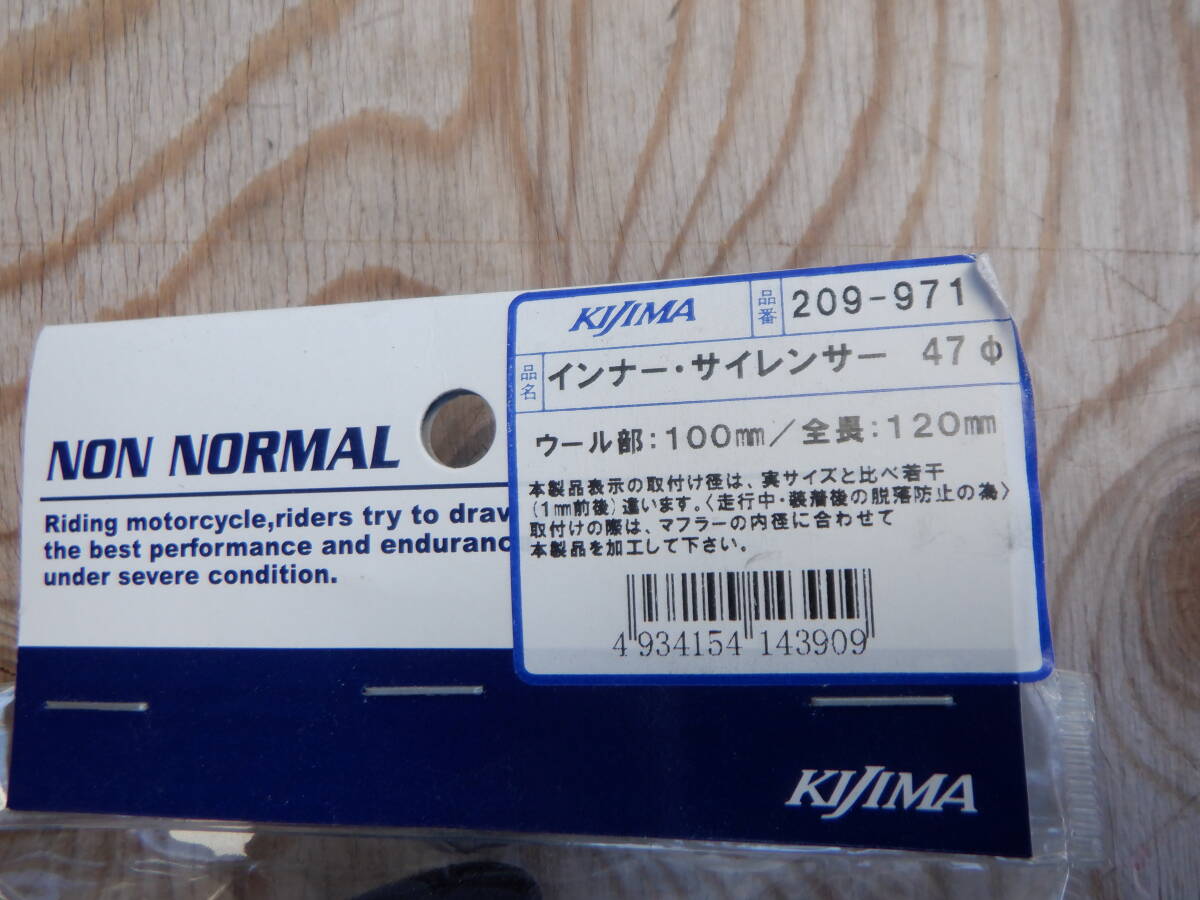 NON NORMAL
Riding motorcycle,riders try to draw
the best performance and enduranc
under severe condition.
KIJIMA
品番 209-971
品名 インナー・サイレンサー 47φ
ウール部:100mm/全長:120mm
本製品表示の取付け径は、実サイズと比べ若干
(1mm前後)違います。〈走行中・装着後の脱落防止の為〉
取付けの際は、マフラーの内径に合わせて
本製品を加工して下さい。
4 934154 143909
KIJIMA